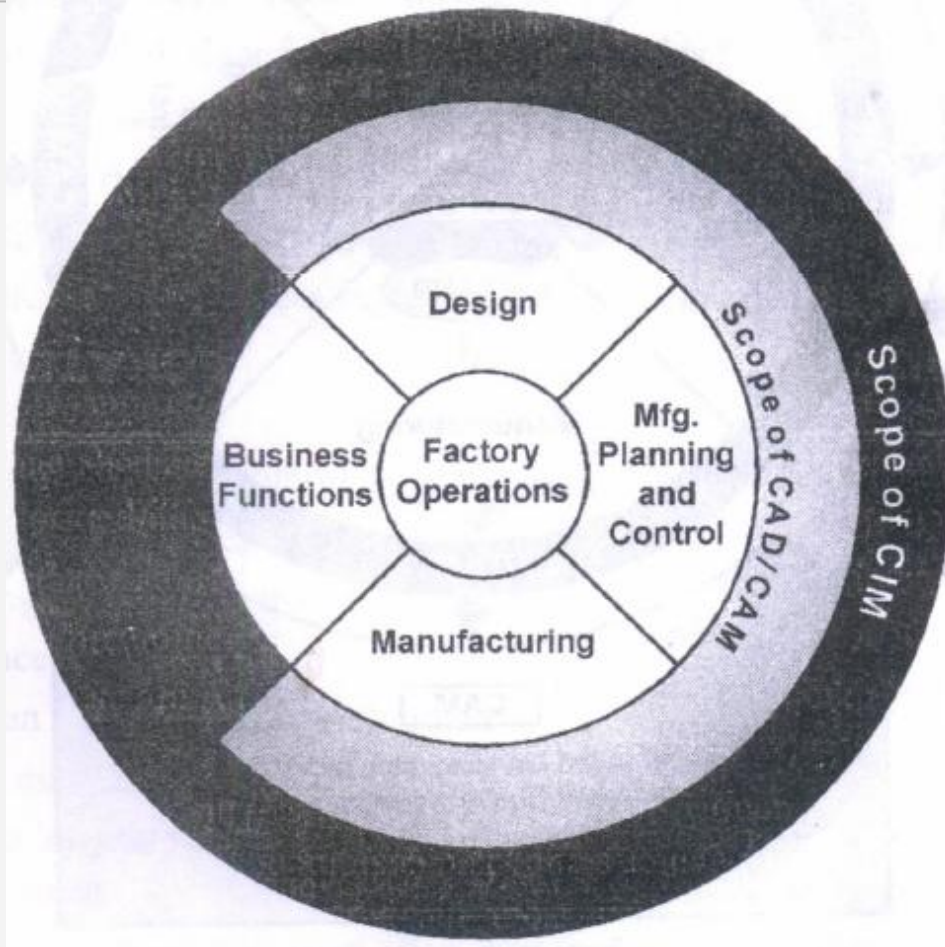 Design
Business
Functions
Factory
Operations
Mfg.
Planning
and
Control
Manufacturing
Scope of CAD/CAM
Scope of CIM